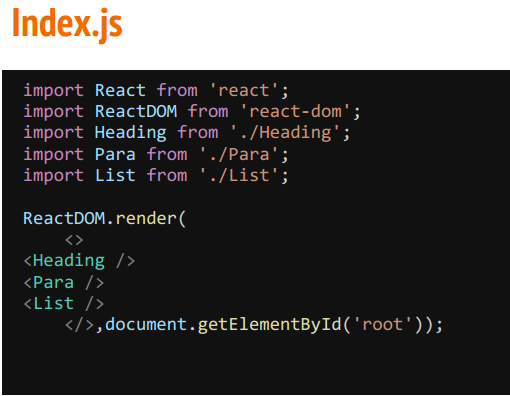 Index.js
import React from 'react';
import ReactDOM from 'react-dom';
import Heading from './Heading';
import Para from './Para';
import List from './List';
ReactDOM.render(
<>
<Heading />
<Para />
<List />
</>,document.getElementById('root'));